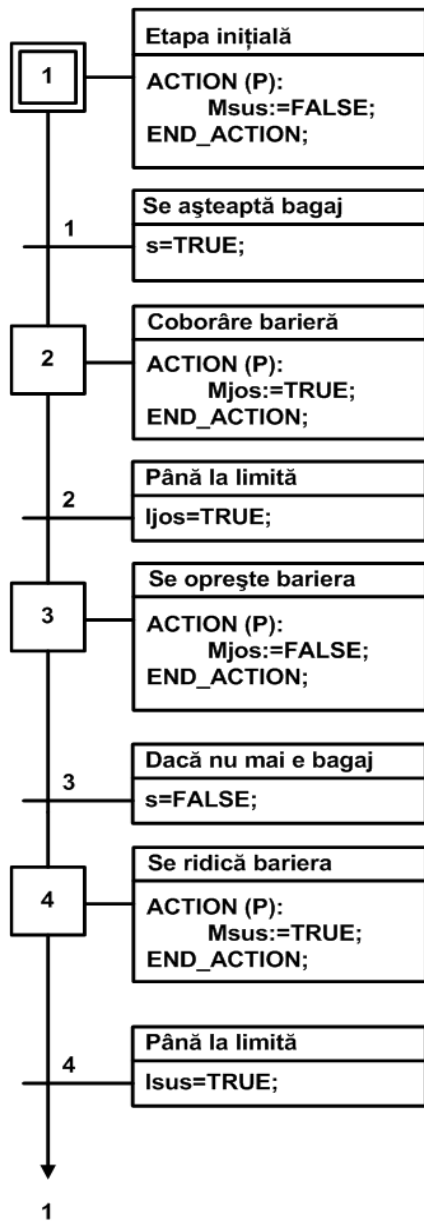 1
Etapa inițială
ACTION (P):
Msus:=FALSE;
END_ACTION;
1
Se aşteaptă bagaj
s=TRUE;
2
Coborâre barieră
ACTION (P):
Mjos:=TRUE;
END_ACTION;
2
Până la limită
ljos=TRUE;
3
Se opreşte bariera
ACTION (P):
Mjos:=FALSE;
END_ACTION;
3
Dacă nu mai e bagaj
s=FALSE;
4
Se ridică bariera
ACTION (P):
Msus:=TRUE;
END_ACTION;
4
Până la limită
lsus=TRUE;
1